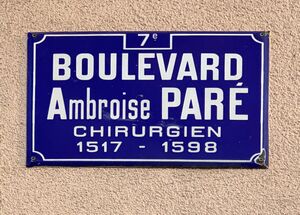 7e
BOULEVARD
Ambroise PARÉ
CHIRURGIEN
1517 - 1598